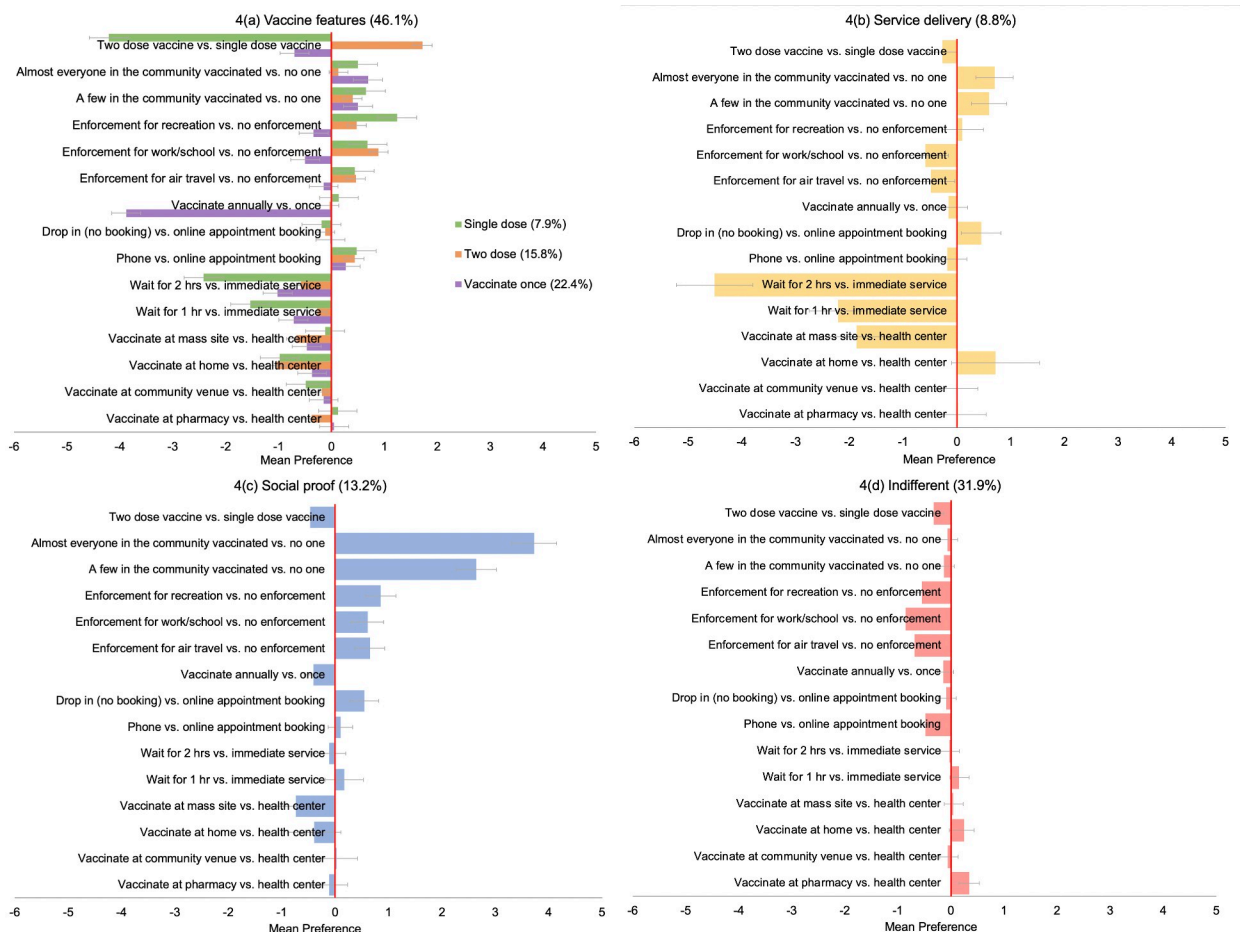 4(a) Vaccine features (46.1%)
Two dose vaccine vs. single dose vaccine
Almost everyone in the community vaccinated vs. no one
A few in the community vaccinated vs. no one
Enforcement for recreation vs. no enforcement
Enforcement for work/school vs. no enforcement
Enforcement for air travel vs. no enforcement
Vaccinate annually vs. once
Drop in (no booking) vs. online appointment booking
Phone vs. online appointment booking
Wait for 2 hrs vs. immediate service
Wait for 1 hr vs. immediate service
Vaccinate at mass site vs. health center
Vaccinate at home vs. health center
Vaccinate at community venue vs. health center
Vaccinate at pharmacy vs. health center
Single dose (7.9%)
Two dose (15.8%)
Vaccinate once (22.4%)
-6 -5 -4 -3 -2 -1 0 1 2 3 4 5
Mean Preference
4(b) Service delivery (8.8%)
Two dose vaccine vs. single dose vaccine
Almost everyone in the community vaccinated vs. no one
A few in the community vaccinated vs. no one
Enforcement for recreation vs. no enforcement
Enforcement for work/school vs. no enforcement
Enforcement for air travel vs. no enforcement
Vaccinate annually vs. once
Drop in (no booking) vs. online appointment booking
Phone vs. online appointment booking
Wait for 2 hrs vs. immediate service
Wait for 1 hr vs. immediate service
Vaccinate at mass site vs. health center
Vaccinate at home vs. health center
Vaccinate at community venue vs. health center
Vaccinate at pharmacy vs. health center
-6 -5 -4 -3 -2 -1 0 1 2 3 4 5
Mean Preference
4(c) Social proof (13.2%)
Two dose vaccine vs. single dose vaccine
Almost everyone in the community vaccinated vs. no one
A few in the community vaccinated vs. no one
Enforcement for recreation vs. no enforcement
Enforcement for work/school vs. no enforcement
Enforcement for air travel vs. no enforcement
Vaccinate annually vs. once
Drop in (no booking) vs. online appointment booking
Phone vs. online appointment booking
Wait for 2 hrs vs. immediate service
Wait for 1 hr vs. immediate service
Vaccinate at mass site vs. health center
Vaccinate at home vs. health center
Vaccinate at community venue vs. health center
Vaccinate at pharmacy vs. health center
-6 -5 -4 -3 -2 -1 0 1 2 3 4 5
Mean Preference
4(d) Indifferent (31.9%)
Two dose vaccine vs. single dose vaccine
Almost everyone in the community vaccinated vs. no one
A few in the community vaccinated vs. no one
Enforcement for recreation vs. no enforcement
Enforcement for work/school vs. no enforcement
Enforcement for air travel vs. no enforcement
Vaccinate annually vs. once
Drop in (no booking) vs. online appointment booking
Phone vs. online appointment booking
Wait for 2 hrs vs. immediate service
Wait for 1 hr vs. immediate service
Vaccinate at mass site vs. health center
Vaccinate at home vs. health center
Vaccinate at community venue vs. health center
Vaccinate at pharmacy vs. health center
-6 -5 -4 -3 -2 -1 0 1 2 3 4 5
Mean Preference